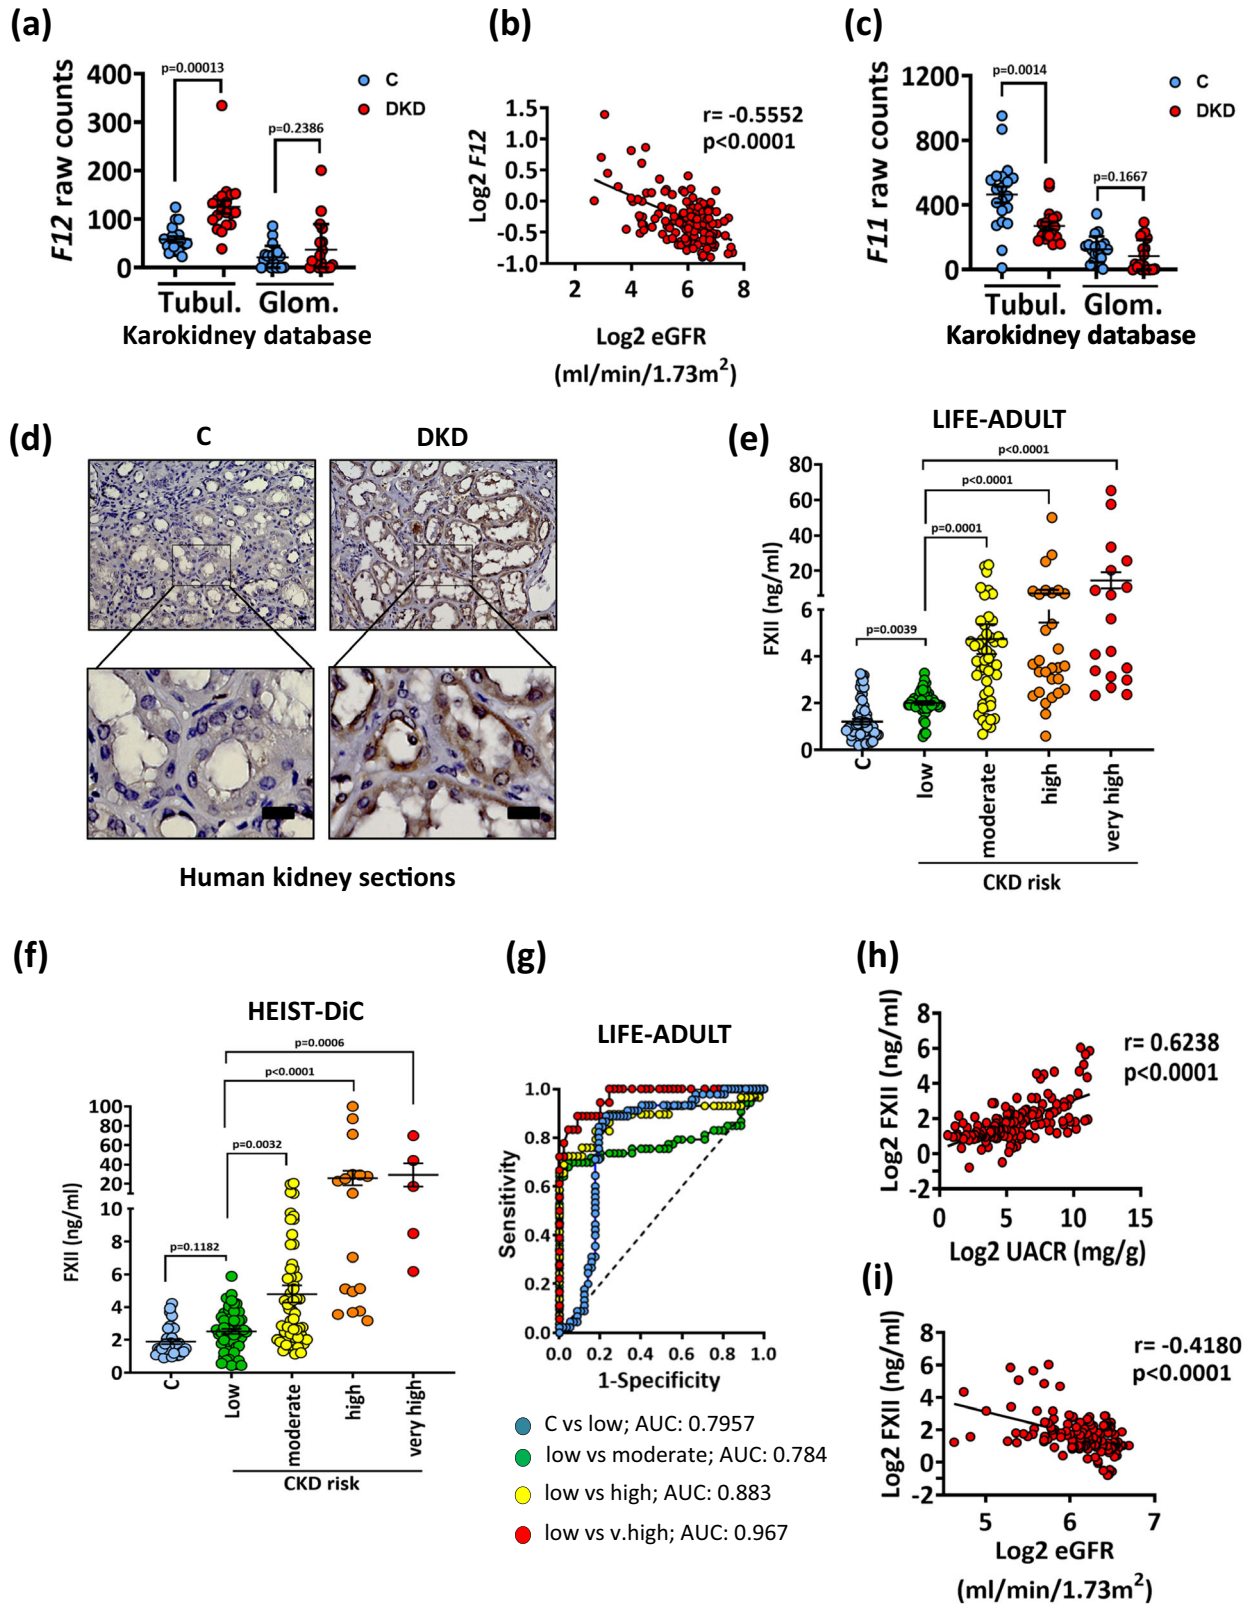 (a)
F12 raw counts
400
300
200
100
0
p=0.00013
p=0.2386
C
DKD
Tubul. Glom.
Karokidney database
(b)
Log2 F12
1.5
1.0
0.5
0.0
-0.5
-1.0
r= -0.5552
p<0.0001
2 4 6 8
Log2 eGFR
(ml/min/1.73m²)
(c)
F11 raw counts
1200
800
400
0
p=0.0014
p=0.1667
C
DKD
Tubul. Glom.
Karokidney database
(d)
C DKD
Human kidney sections
(e)
LIFE-ADULT
FXII (ng/ml)
80
60
40
20
6
4
2
0
p<0.0001
p<0.0001
p=0.0001
p=0.0039
C low moderate high very high
CKD risk
(f)
HEIST-DiC
FXII (ng/ml)
100
80
60
40
20
10
8
6
4
2
0
p=0.0006
p<0.0001
p=0.0032
p=0.1182
C Low moderate high very high
CKD risk
(g)
LIFE-ADULT
Sensitivity
1.0
0.8
0.6
0.4
0.2
0.0
0.0 0.2 0.4 0.6 0.8 1.0
1-Specificity
C vs low; AUC: 0.7957
low vs moderate; AUC: 0.784
low vs high; AUC: 0.883
low vs v.high; AUC: 0.967
(h)
Log2 FXII (ng/ml)
8
6
4
2
0
-2
r= 0.6238
p<0.0001
0 5 10 15
Log2 UACR (mg/g)
(i)
Log2 FXII (ng/ml)
8
6
4
2
0
-2
r= -0.4180
p<0.0001
5 6 7
Log2 eGFR
(ml/min/1.73m²)